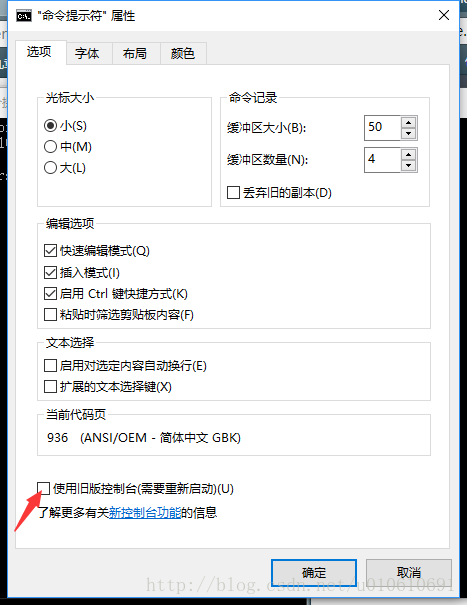 "命令提示符" 属性
选项 字体 布局 颜色
光标大小
小(S)
中(M)
大(L)
命令记录
缓冲区大小(B): 50
缓冲区数量(N): 4
丢弃旧的副本(D)
编辑选项
快速编辑模式(Q)
插入模式(I)
启用 Ctrl 键快捷方式(K)
粘贴时筛选剪贴板内容(F)
文本选择
启用对选定内容自动换行(E)
扩展的文本选择键(X)
当前代码页
936 (ANSI/OEM - 简体中文 GBK)
使用旧版控制台(需要重新启动)(U)
了解更多有关新控制台功能的信息
确定 取消
http://blog.csdn.net/u010610691